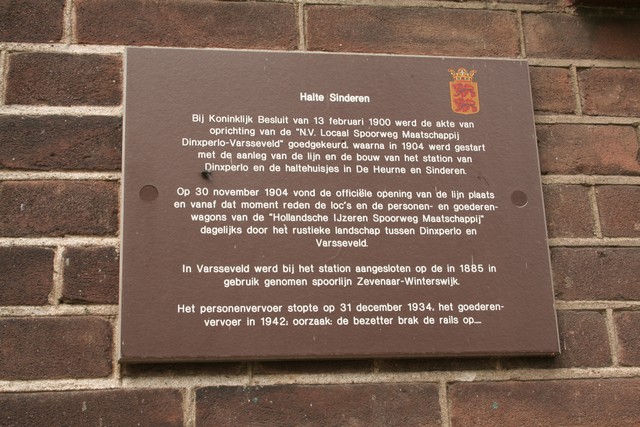 Halte Sinderen
Bij Koninklijk Besluit van 13 februari 1900 werd de akte van
oprichting van de "N.V. Locaal Spoorweg Maatschappij
Dinxperlo-Varsseveld" goedgekeurd, waarna in 1904 werd gestart
met de aanleg van de lijn en de bouw van het station van
Dinxperlo en de haltehuisjes in De Heurne en Sinderen.
Op 30 november 1904 vond de officiële opening van de lijn plaats
en vanaf dat moment reden de loc's en de personen- en goederen-
wagons van de "Hollandsche IJzeren Spoorweg Maatschappij"
dagelijks door het rustieke landschap tussen Dinxperlo en
Varsseveld.
In Varsseveld werd bij het station aangesloten op de in 1885 in
gebruik genomen spoorlijn Zevenaar-Winterswijk.
Het personenvervoer stopte op 31 december 1934, het goederen-
vervoer in 1942; oorzaak: de bezetter brak de rails op....